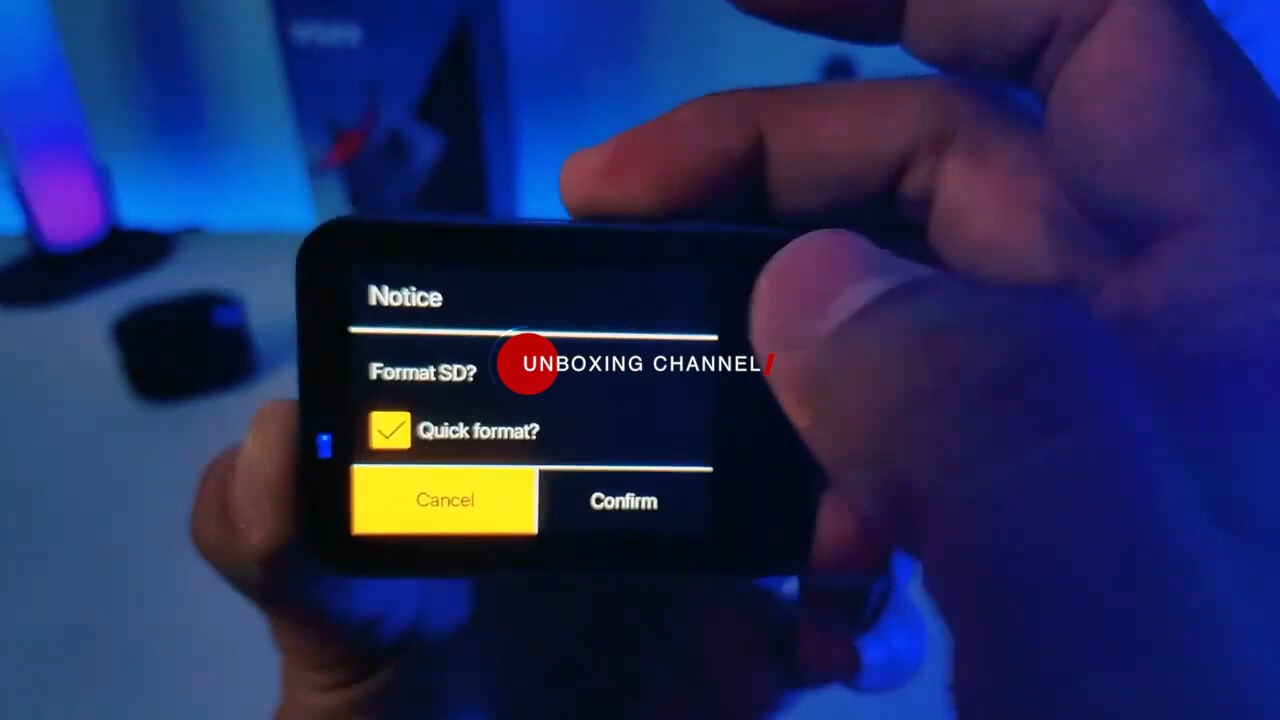 Notice
Format SD?
UNBOXING CHANNEL/
Quick format?
Cancel
Confirm